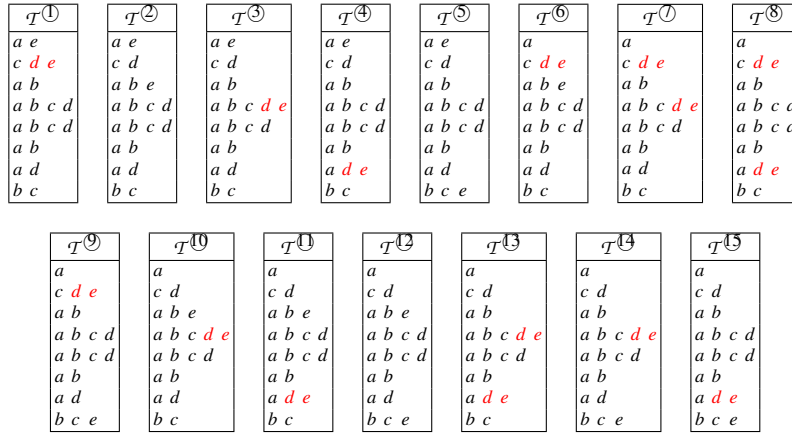 𝒯① 𝒯② 𝒯③ 𝒯④ 𝒯⑤ 𝒯⑥ 𝒯⑦ 𝒯⑧
a e a e a e a e a e a a a
c d e c d c d c d c d c d e c d e c d e
a b a b e a b a b a b a b e a b a b
a b c d a b c d a b c d e a b c d a b c d a b c d a b c d e a b c d
a b c d a b c d a b c d a b c d a b c d a b c d a b c d a b c d
a b a b a b a b a b a b a b a b
a d a d a d a d e a d a d a d a d e
b c b c b c b c b c e b c b c b c
𝒯⑨ 𝒯⑩ 𝒯⑪ 𝒯⑫ 𝒯⑬ 𝒯⑭ 𝒯⑮
a a a a a a a
c d e c d c d c d c d c d c d
a b a b e a b e a b e a b a b a b
a b c d a b c d e a b c d a b c d a b c d e a b c d e a b c d
a b c d a b c d a b c d a b c d a b c d a b c d a b c d
a b a b a b a b a b a b a b
a d a d a d e a d a d e a d a d e
b c e b c b c b c e b c b c e b c e